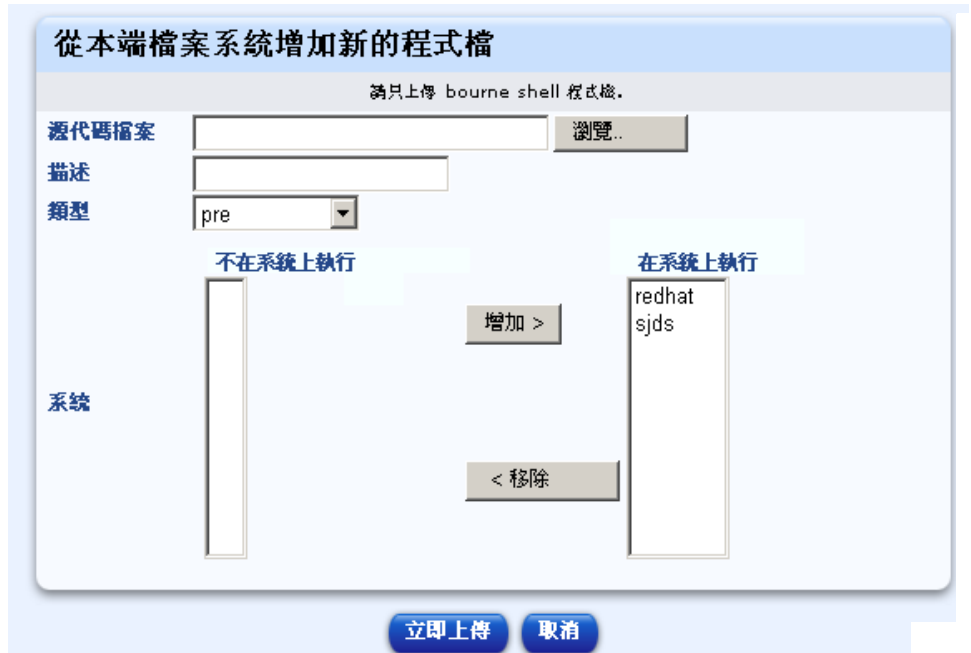 從本端檔案系統增加新的程式檔
請只上傳 bourne shell 程式檔.
源代碼檔案
瀏覽..
描述
類型
pre
不在系統上執行
在系統上執行
redhat
sjds
增加 >
系統
< 移除
立即上傳
取消